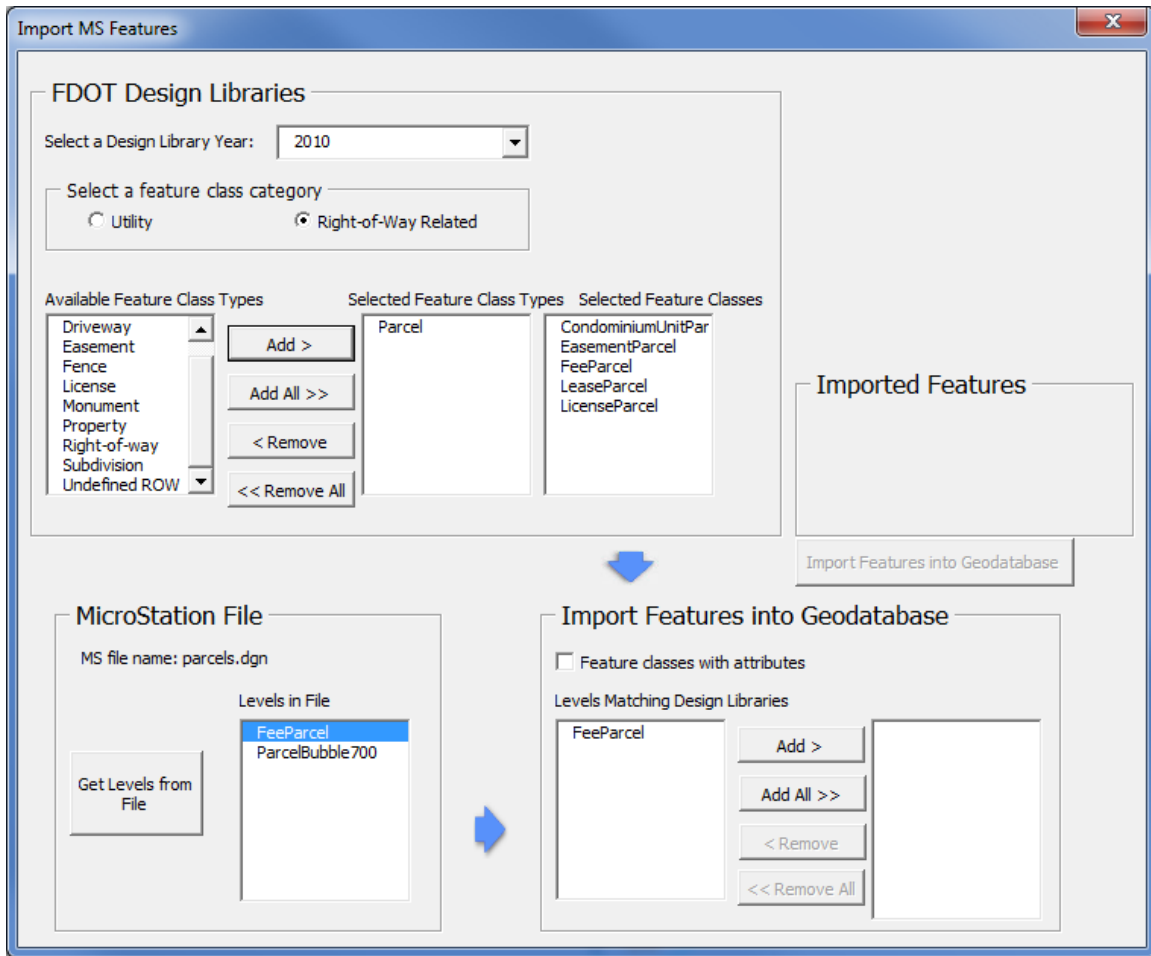 Import MS Features
X
FDOT Design Libraries
Select a Design Library Year:
2010
Select a feature class category
Utility
Right-of-Way Related
Available Feature Class Types
Selected Feature Class Types
Selected Feature Classes
Driveway
Easement
Fence
License
Monument
Property
Right-of-way
Subdivision
Undefined ROW
Add >
Add All >>
< Remove
<< Remove All
Parcel
CondominiumUnitPar
EasementParcel
FeeParcel
LeaseParcel
LicenseParcel
Imported Features
Import Features into Geodatabase
MicroStation File
MS file name: parcels.dgn
Levels in File
FeeParcel
ParcelBubble700
Get Levels from
File
Import Features into Geodatabase
Feature classes with attributes
Levels Matching Design Libraries
FeeParcel
Add >
Add All >>
< Remove
<< Remove All